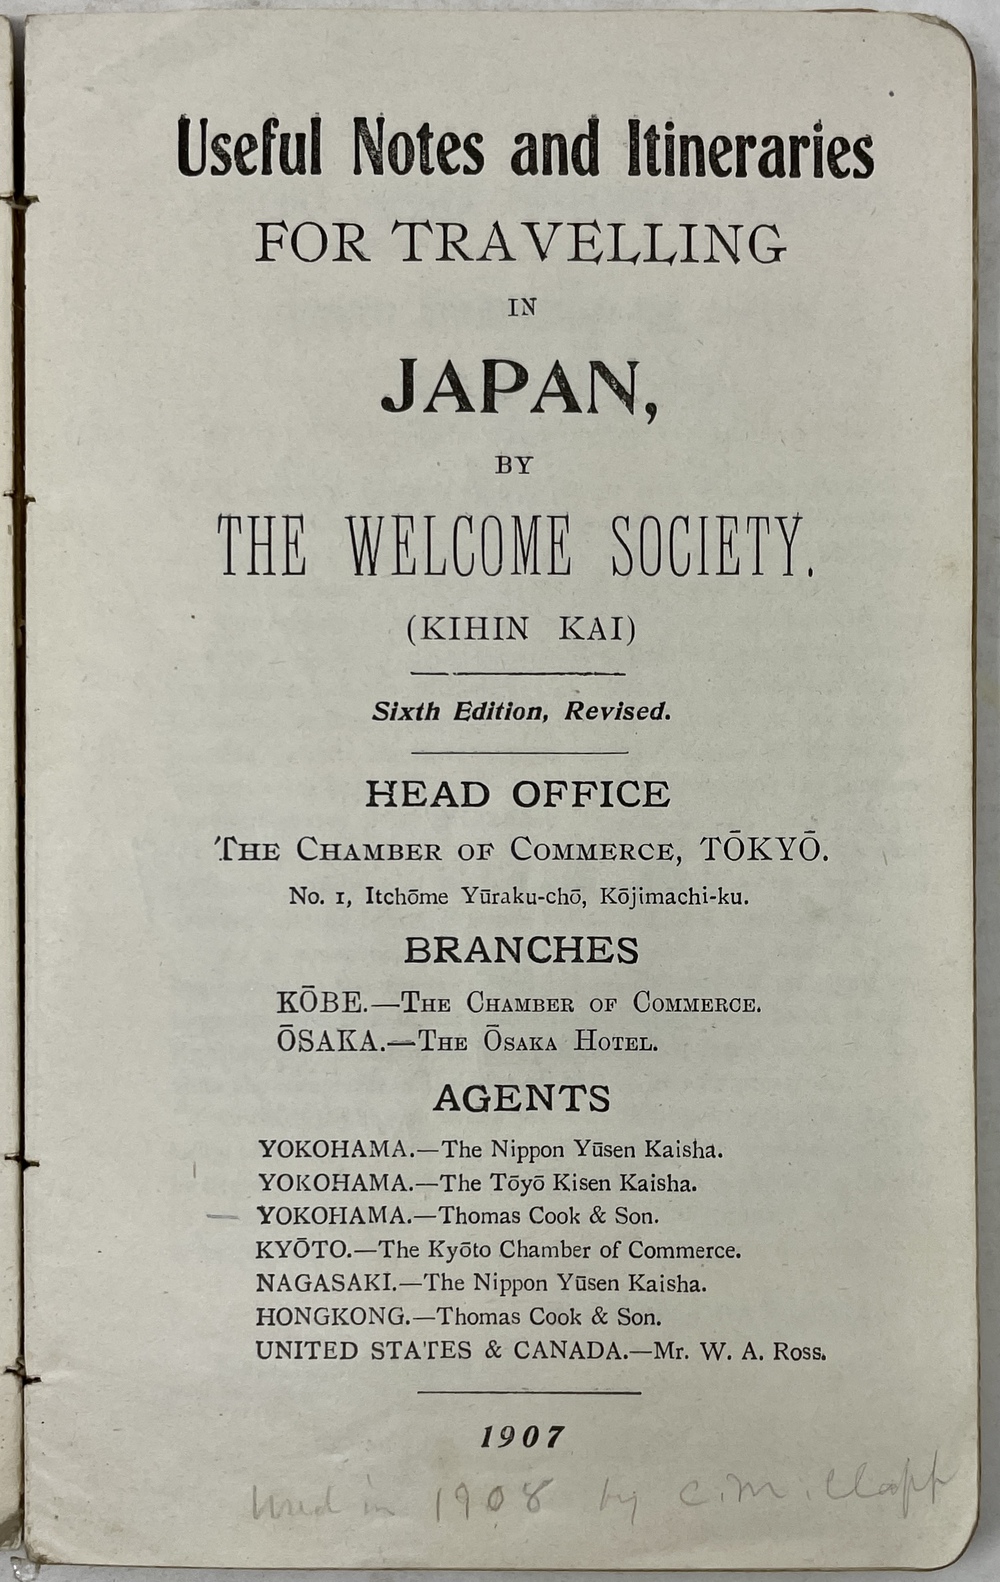 Useful Notes and Itineraries
FOR TRAVELLING
IN
JAPAN,
BY
THE WELCOME SOCIETY.
(KIHIN KAI)
Sixth Edition, Revised.
HEAD OFFICE
THE CHAMBER OF COMMERCE, TŌKYŌ.
No. 1, Itchōme Yūraku-chō, Kōjimachi-ku.
BRANCHES
KŌBE.—THE CHAMBER OF COMMERCE.
ŌSAKA.—THE ŌSAKA HOTEL.
AGENTS
YOKOHAMA.—The Nippon Yūsen Kaisha.
YOKOHAMA.—The Tōyō Kisen Kaisha.
YOKOHAMA.—Thomas Cook & Son.
KYŌTO.—The Kyōto Chamber of Commerce.
NAGASAKI.—The Nippon Yūsen Kaisha.
HONGKONG.—Thomas Cook & Son.
UNITED STATES & CANADA.—Mr. W. A. Ross.
1907
Used in 1908 by C. M. Clapp